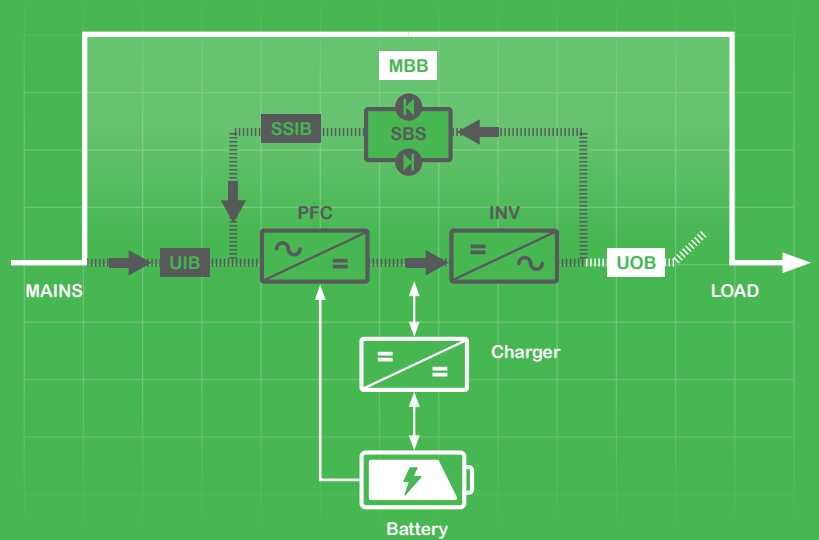 MBB
SSIB
SBS
PFC
INV
UIB
UOB
MAINS
LOAD
Charger
Battery